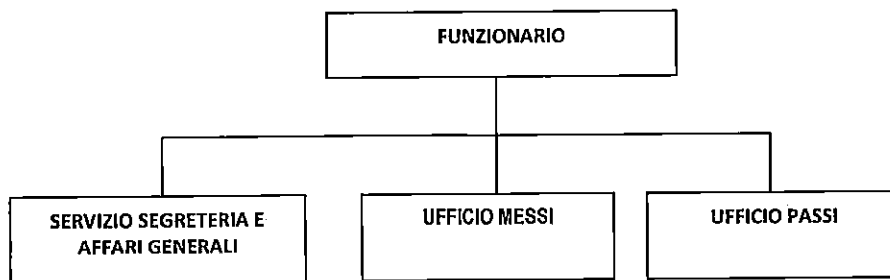 FUNZIONARIO
SERVIZIO SEGRETERIA E
AFFARI GENERALI
UFFICIO MESSI
UFFICIO PASSI